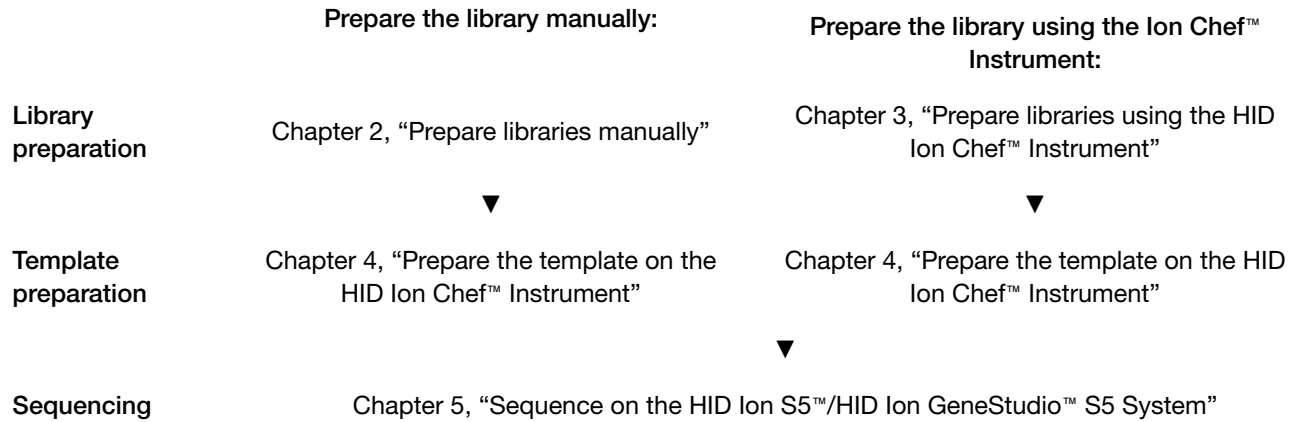 Prepare the library manually:
Prepare the library using the Ion Chef™
Instrument:
Library
preparation
Chapter 2, “Prepare libraries manually”
Chapter 3, “Prepare libraries using the HID
Ion Chef™ Instrument”
▼ ▼
Template
preparation
Chapter 4, “Prepare the template on the
HID Ion Chef™ Instrument”
Chapter 4, “Prepare the template on the HID
Ion Chef™ Instrument”
▼
Sequencing
Chapter 5, “Sequence on the HID Ion S5™/HID Ion GeneStudio™ S5 System”